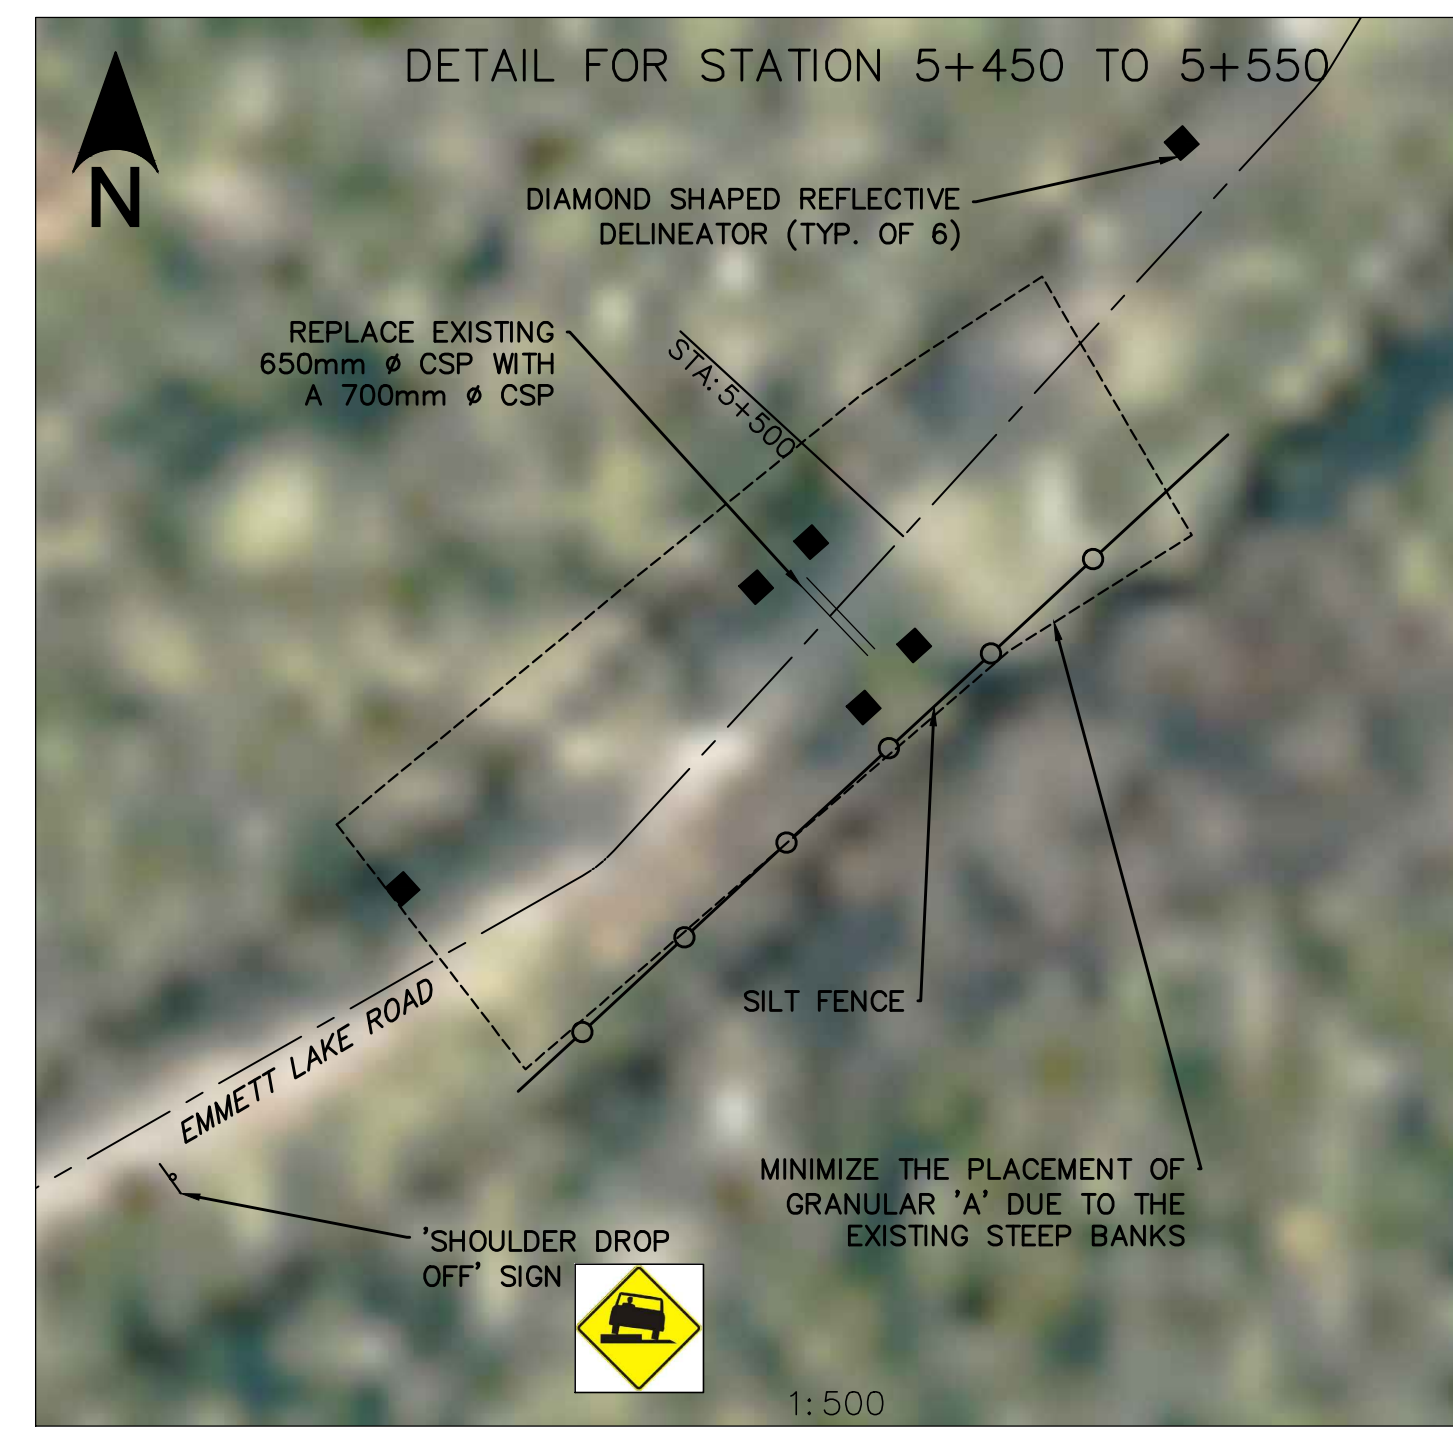 DETAIL FOR STATION 5+450 TO 5+550
N
DIAMOND SHAPED REFLECTIVE
DELINEATOR (TYP. OF 6)
REPLACE EXISTING
650mm ø CSP WITH
A 700mm ø CSP
STA: 5+500
EMMETT LAKE ROAD
SILT FENCE
MINIMIZE THE PLACEMENT OF
GRANULAR 'A' DUE TO THE
EXISTING STEEP BANKS
'SHOULDER DROP
OFF' SIGN
1:500